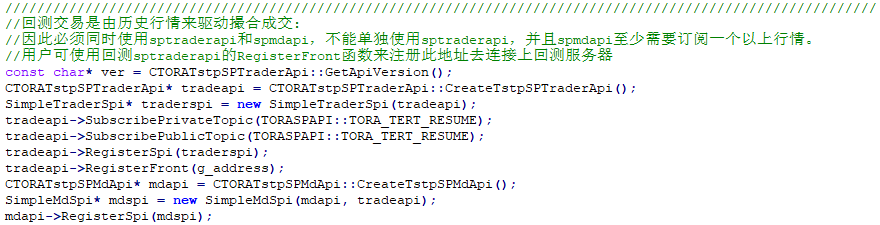 ////////////////////////////////////////////////////////////////////////////////////////////////////////////////
//回测交易是由历史行情来驱动撮合成交：
//因此必须同时使用sptraderapi和spmdapi，不能单独使用sptraderapi，并且spmdapi至少需要订阅一个以上行情。
//用户可使用回测sptraderapi的RegisterFront函数来注册此地址去连接上回测服务器
const char* ver = CTORATstpSPTraderApi::GetApiVersion();
CTORATstpSPTraderApi* tradeapi = CTORATstpSPTraderApi::CreateTstpSPTraderApi();
SimpleTraderSpi* traderspi = new SimpleTraderSpi(tradeapi);
tradeapi->SubscribePrivateTopic(TORASPAPI::TORA_TERT_RESUME);
tradeapi->SubscribePublicTopic(TORASPAPI::TORA_TERT_RESUME);
tradeapi->RegisterSpi(traderspi);
tradeapi->RegisterFront(g_address);
CTORATstpSPMdApi* mdapi = CTORATstpSPMdApi::CreateTstpSPMdApi();
SimpleMdSpi* mdspi = new SimpleMdSpi(mdapi, tradeapi);
mdapi->RegisterSpi(mdspi);